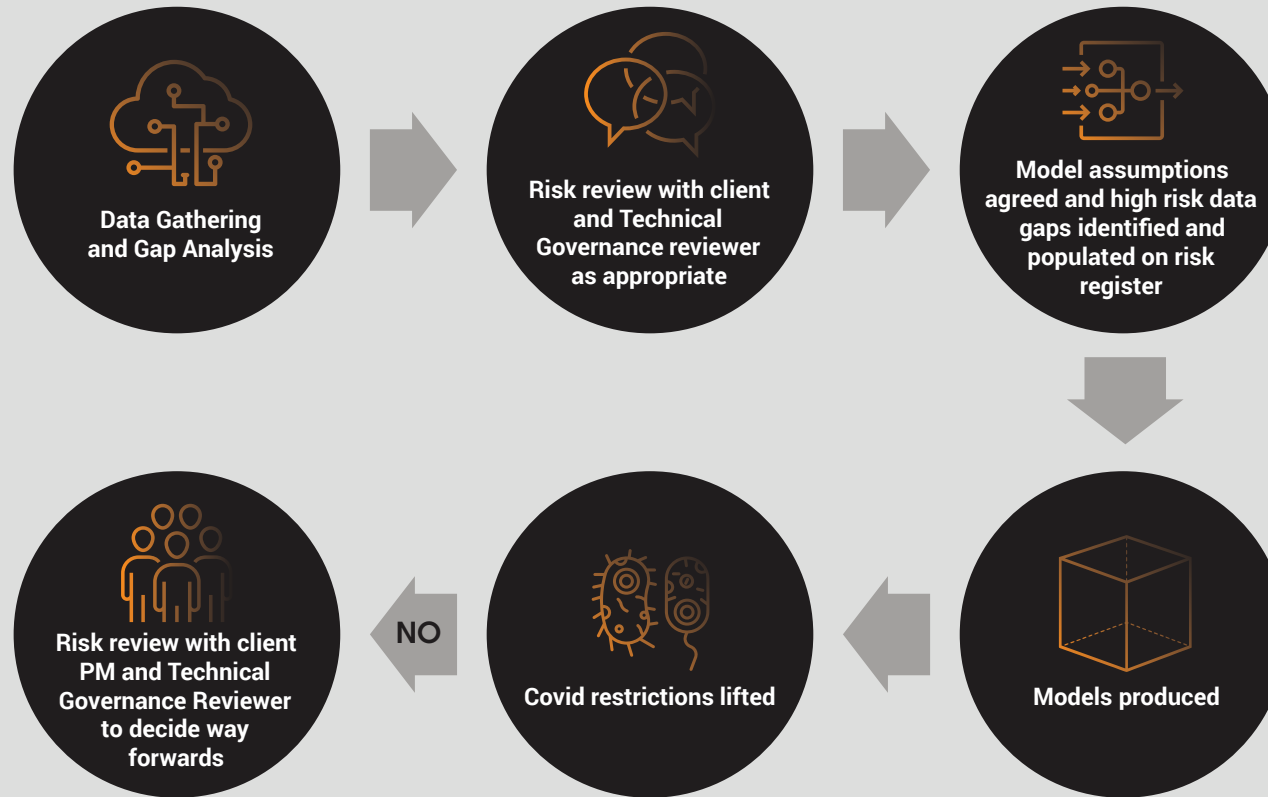 Data Gathering
and Gap Analysis
Risk review with client
and Technical
Governance reviewer
as appropriate
Model assumptions
agreed and high risk data
gaps identified and
populated on risk
register
Models produced
Covid restrictions lifted
NO
Risk review with client
PM and Technical
Governance Reviewer
to decide way
forwards